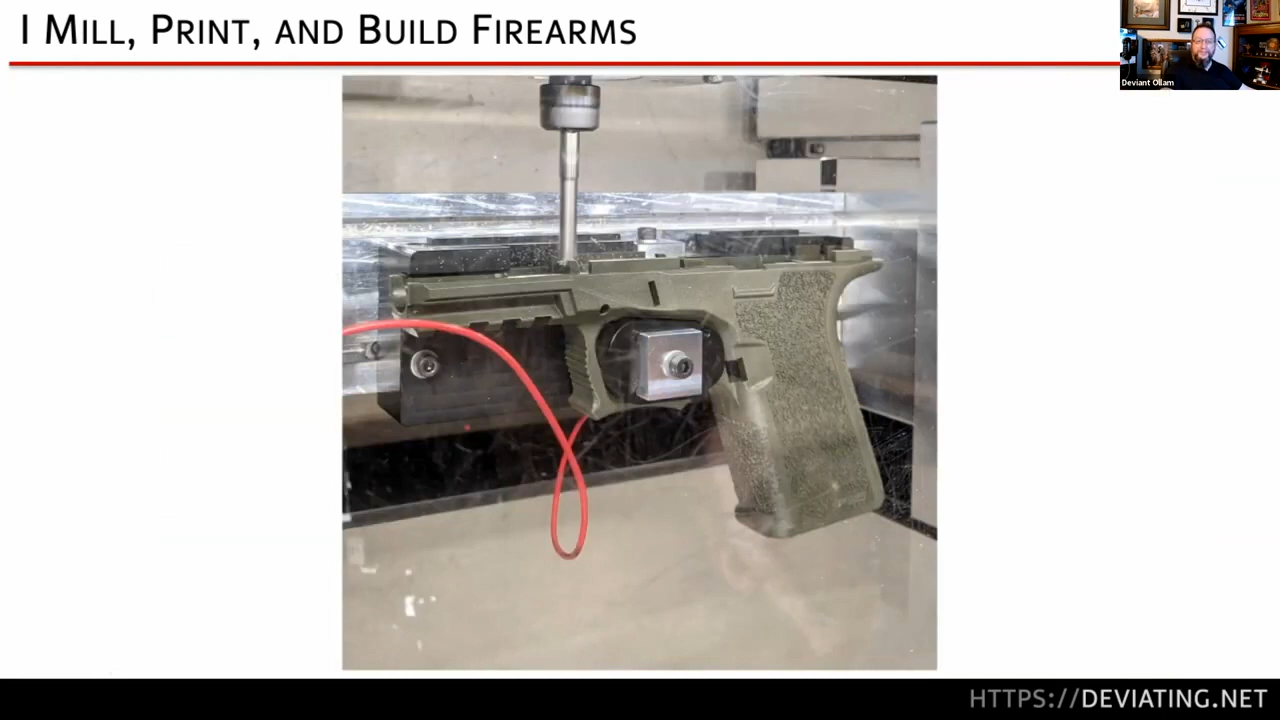 I MILL, PRINT, AND BUILD FIREARMS
Deviant Ollam
HTTPS://DEVIATING.NET